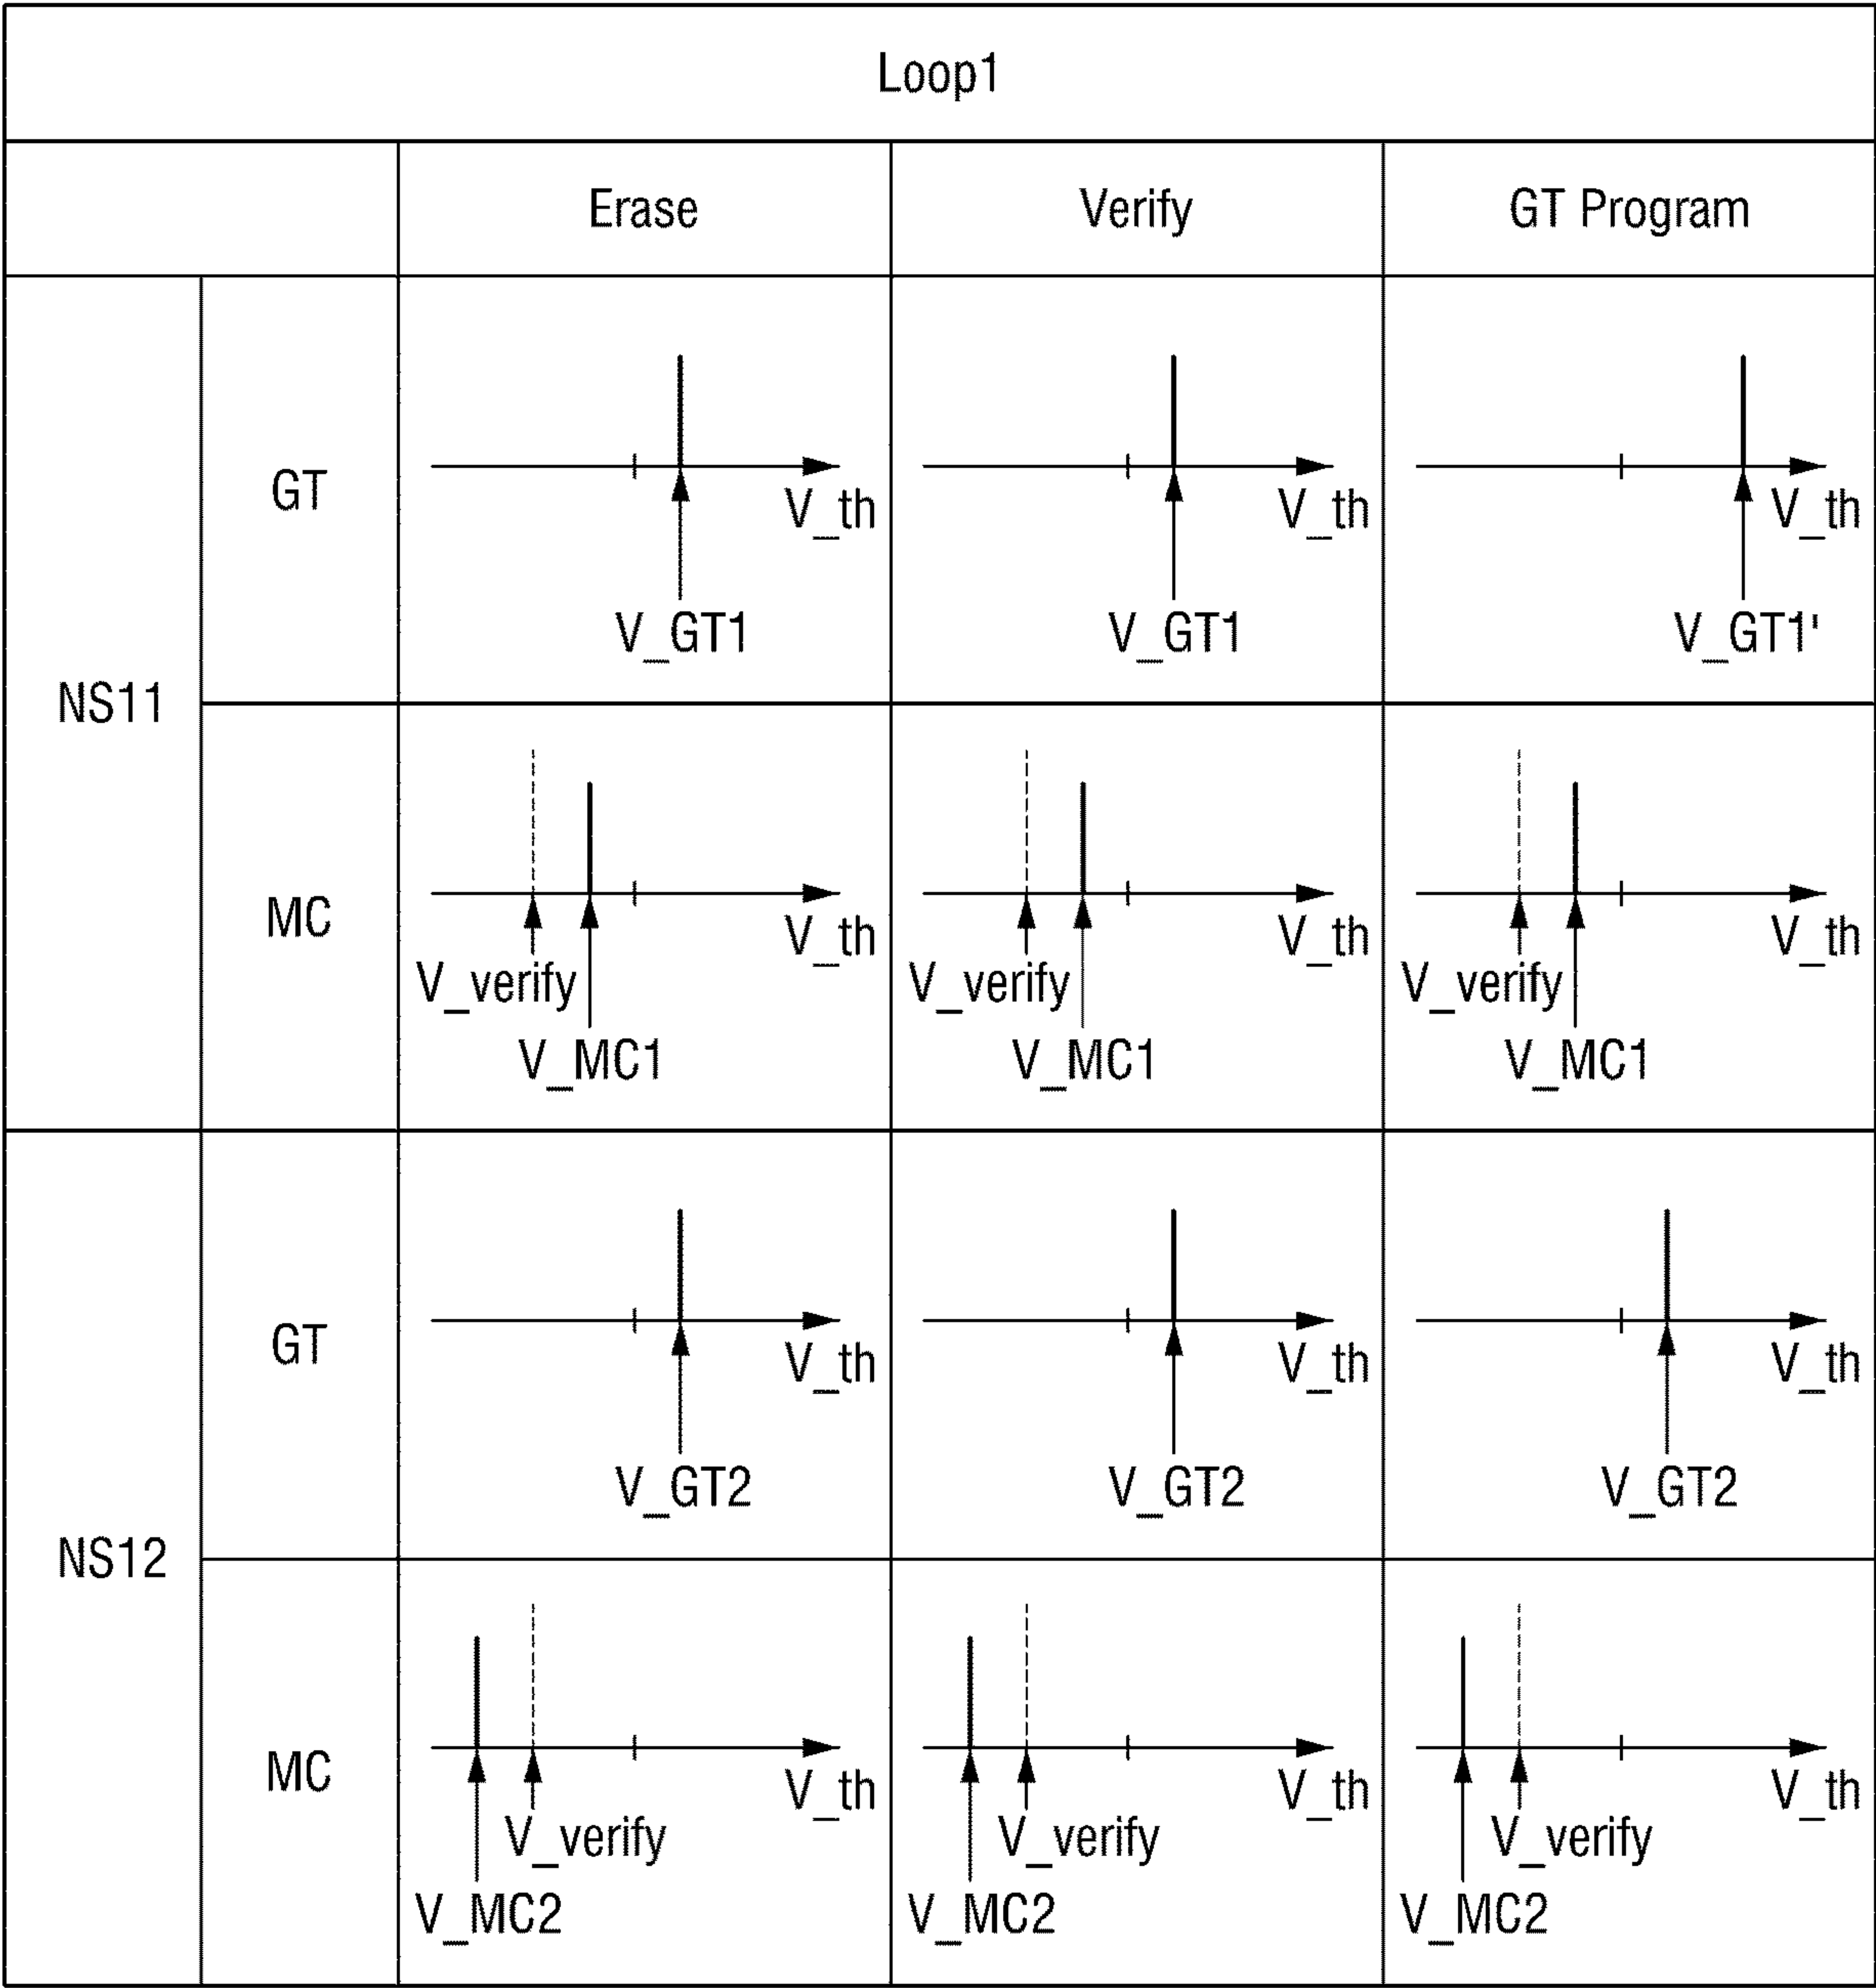 Loop1
Erase Verify GT Program
NS11
GT
V_th V_th V_th
V_GT1 V_GT1 V_GT1'
MC
V_th V_th V_th
V_verify V_verify V_verify
V_MC1 V_MC1 V_MC1
NS12
GT
V_th V_th V_th
V_GT2 V_GT2 V_GT2
MC
V_th V_th V_th
V_verify V_verify V_verify
V_MC2 V_MC2 V_MC2